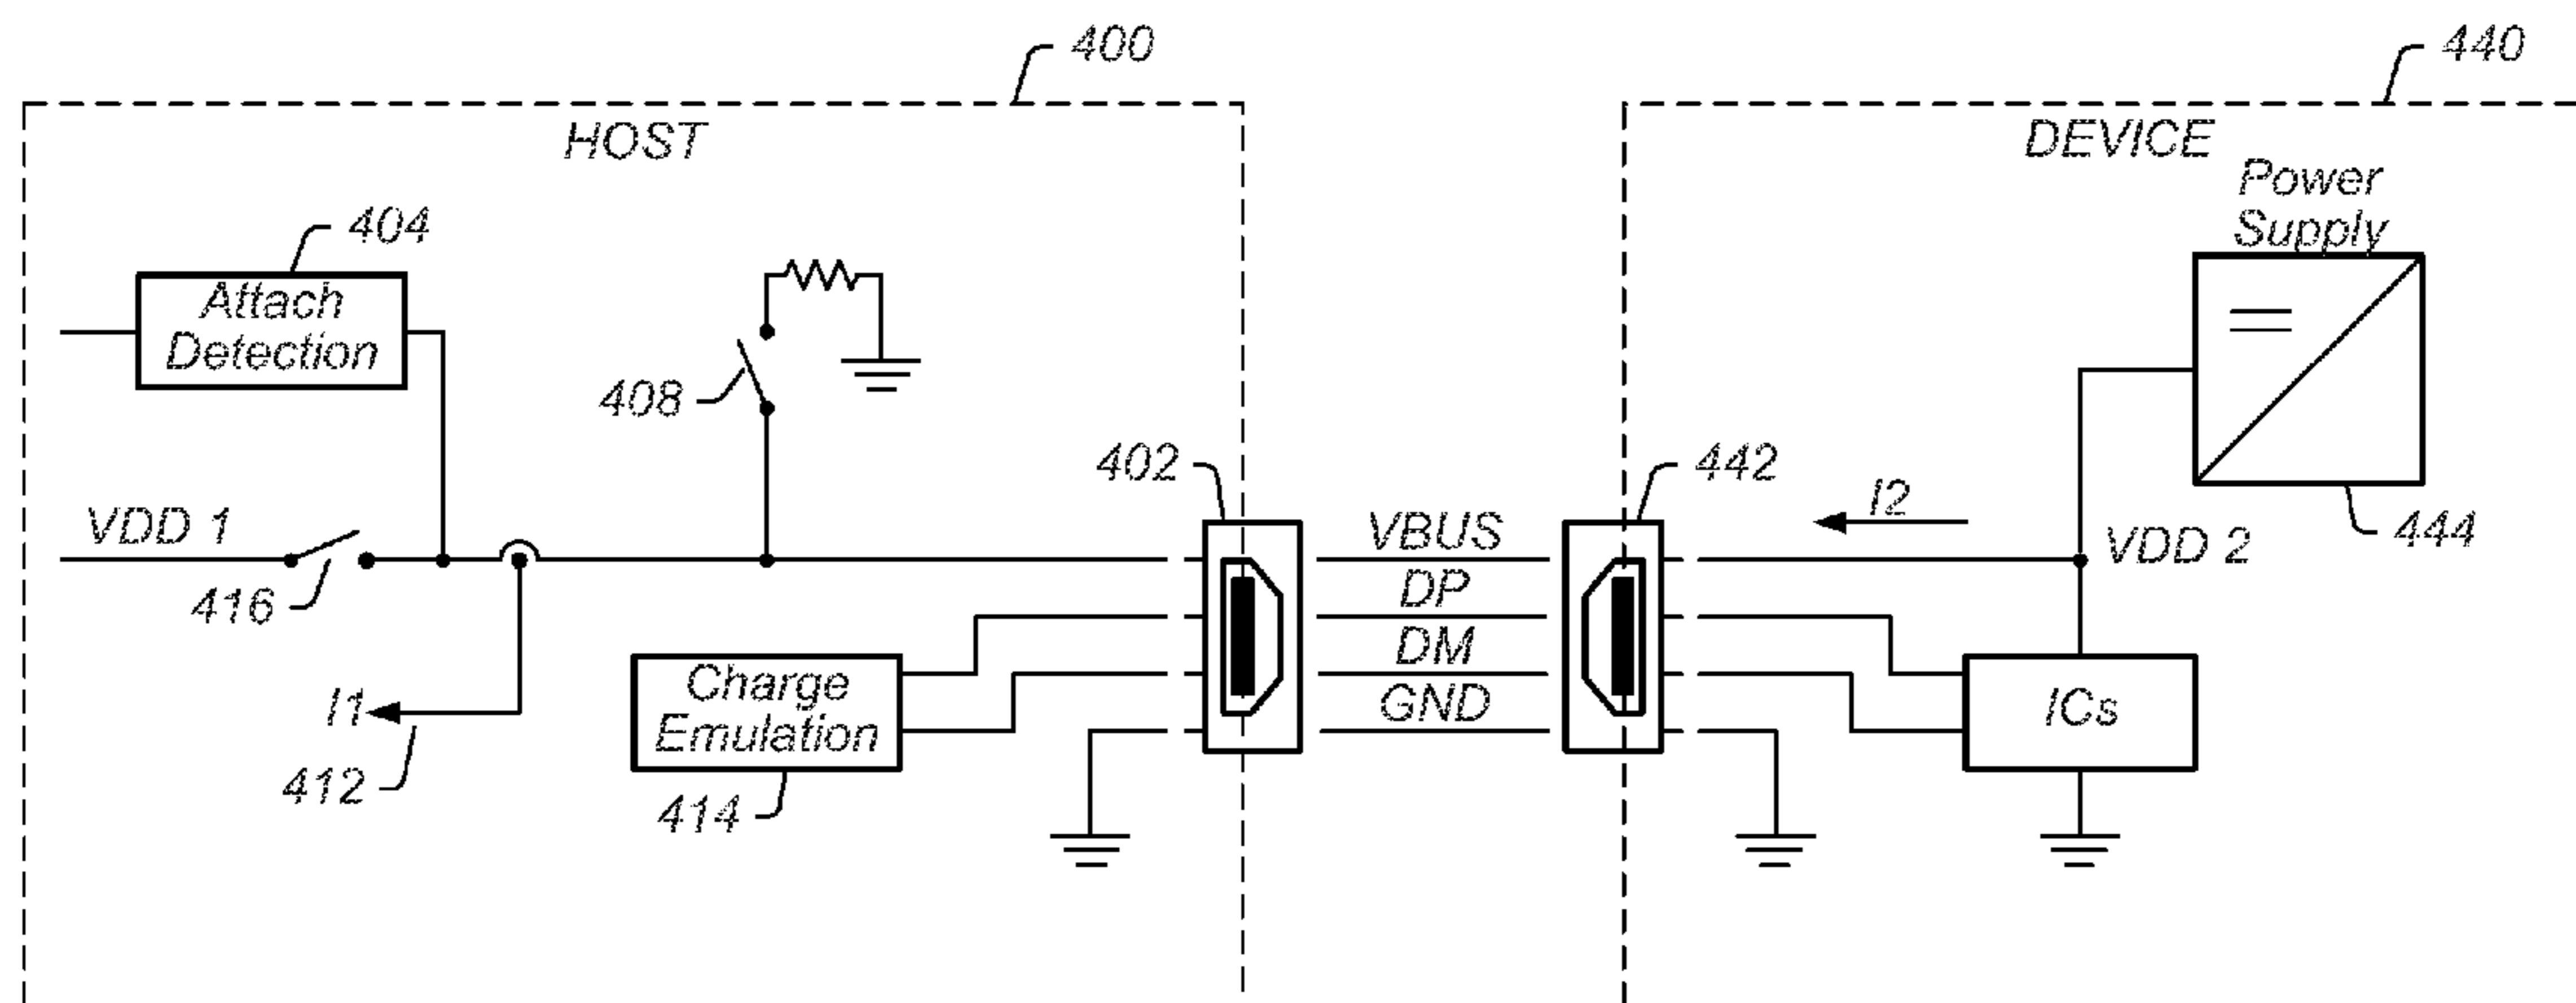 400
440
HOST
DEVICE
Power
Supply
404
Attach
Detection
408
402
442
I2
444
VDD 1
VBUS
VDD 2
416
DP
DM
GND
I1
Charge
Emulation
ICs
412
414